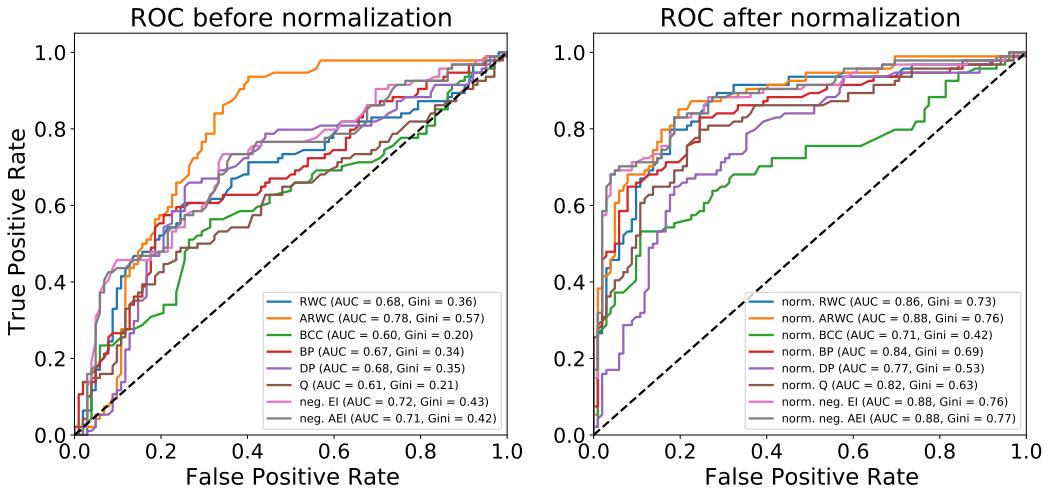 ROC before normalization
True Positive Rate
1.0
0.8
0.6
0.4
0.2
0.0
RWC (AUC = 0.68, Gini = 0.36)
ARWC (AUC = 0.78, Gini = 0.57)
BCC (AUC = 0.60, Gini = 0.20)
BP (AUC = 0.67, Gini = 0.34)
DP (AUC = 0.68, Gini = 0.35)
Q (AUC = 0.61, Gini = 0.21)
neg. EI (AUC = 0.72, Gini = 0.43)
neg. AEI (AUC = 0.71, Gini = 0.42)
0.0 0.2 0.4 0.6 0.8 1.0
False Positive Rate
ROC after normalization
1.0
0.8
0.6
0.4
0.2
0.0
norm. RWC (AUC = 0.86, Gini = 0.73)
norm. ARWC (AUC = 0.88, Gini = 0.76)
norm. BCC (AUC = 0.71, Gini = 0.42)
norm. BP (AUC = 0.84, Gini = 0.69)
norm. DP (AUC = 0.77, Gini = 0.53)
norm. Q (AUC = 0.82, Gini = 0.63)
norm. neg. EI (AUC = 0.88, Gini = 0.76)
norm. neg. AEI (AUC = 0.88, Gini = 0.77)
0.0 0.2 0.4 0.6 0.8 1.0
False Positive Rate